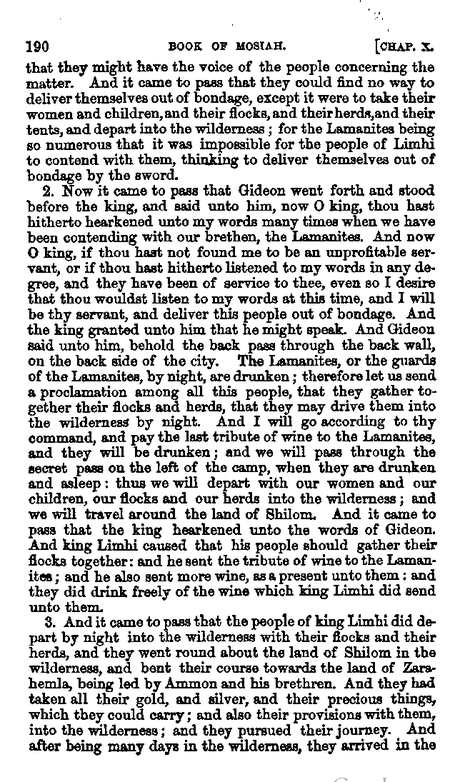 190 BOOK OF MOSIAH. [CHAP. X.
that they might have the voice of the people concerning the
matter. And it came to pass that they could find no way to
deliver themselves out of bondage, except it were to take their
women and children, and their flocks, and their herds, and their
tents, and depart into the wilderness; for the Lamanites being
so numerous that it was impossible for the people of Limhi
to contend with them, thinking to deliver themselves out of
bondage by the sword.
2. Now it came to pass that Gideon went forth and stood
before the king, and said unto him, now O king, thou hast
hitherto hearkened unto my words many times when we have
been contending with our brethen, the Lamanites. And now
O king, if thou hast not found me to be an unprofitable ser-
vant, or if thou hast hitherto listened to my words in any de-
gree, and they have been of service to thee, even so I desire
that thou wouldst listen to my words at this time, and I will
be thy servant, and deliver this people out of bondage. And
the king granted unto him that he might speak. And Gideon
said unto him, behold the back pass through the back wall,
on the back side of the city. The Lamanites, or the guards
of the Lamanites, by night, are drunken; therefore let us send
a proclamation among all this people, that they gather to-
gether their flocks and herds, that they may drive them into
the wilderness by night. And I will go according to thy
command, and pay the last tribute of wine to the Lamanites,
and they will be drunken; and we will pass through the
secret pass on the left of the camp, when they are drunken
and asleep: thus we will depart with our women and our
children, our flocks and our herds into the wilderness; and
we will travel around the land of Shilom. And it came to
pass that the king hearkened unto the words of Gideon.
And king Limhi caused that his people should gather their
flocks together: and he sent the tribute of wine to the Laman-
ites; and he also sent more wine, as a present unto them: and
they did drink freely of the wine which king Limhi did send
unto them.
3. And it came to pass that the people of king Limhi did de-
part by night into the wilderness with their flocks and their
herds, and they went round about the land of Shilom in the
wilderness, and bent their course towards the land of Zara-
hemla, being led by Ammon and his brethren. And they had
taken all their gold, and silver, and their precious things,
which they could carry; and also their provisions with them,
into the wilderness; and they pursued their journey. And
after being many days in the wilderness, they arrived in the